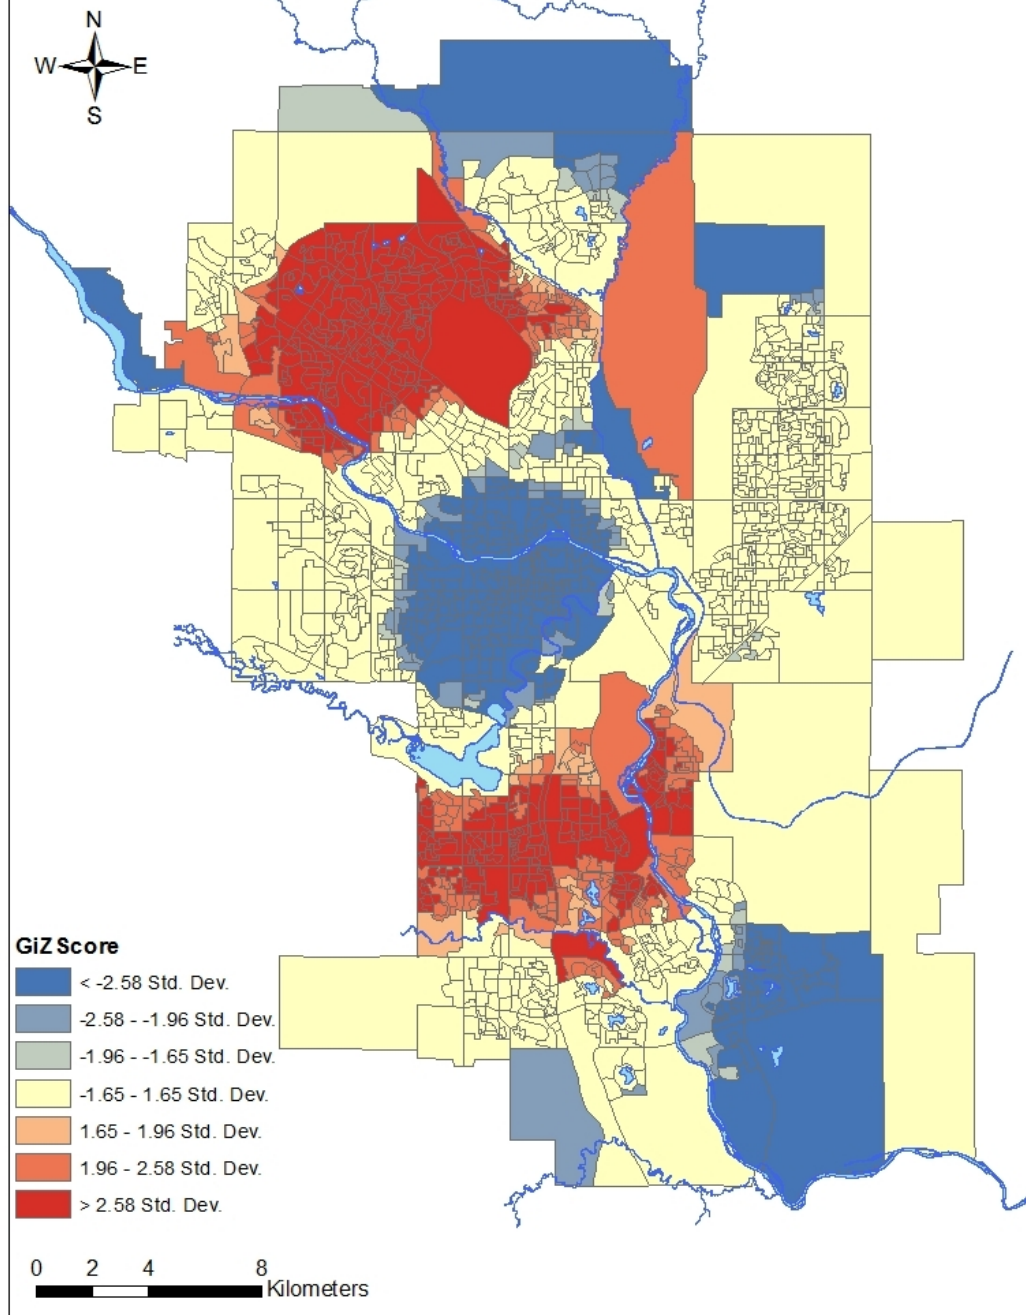 N
W E
S
GiZ Score
< -2.58 Std. Dev.
-2.58 - -1.96 Std. Dev.
-1.96 - -1.65 Std. Dev.
-1.65 - 1.65 Std. Dev.
1.65 - 1.96 Std. Dev.
1.96 - 2.58 Std. Dev.
> 2.58 Std. Dev.
0 2 4 8
Kilometers